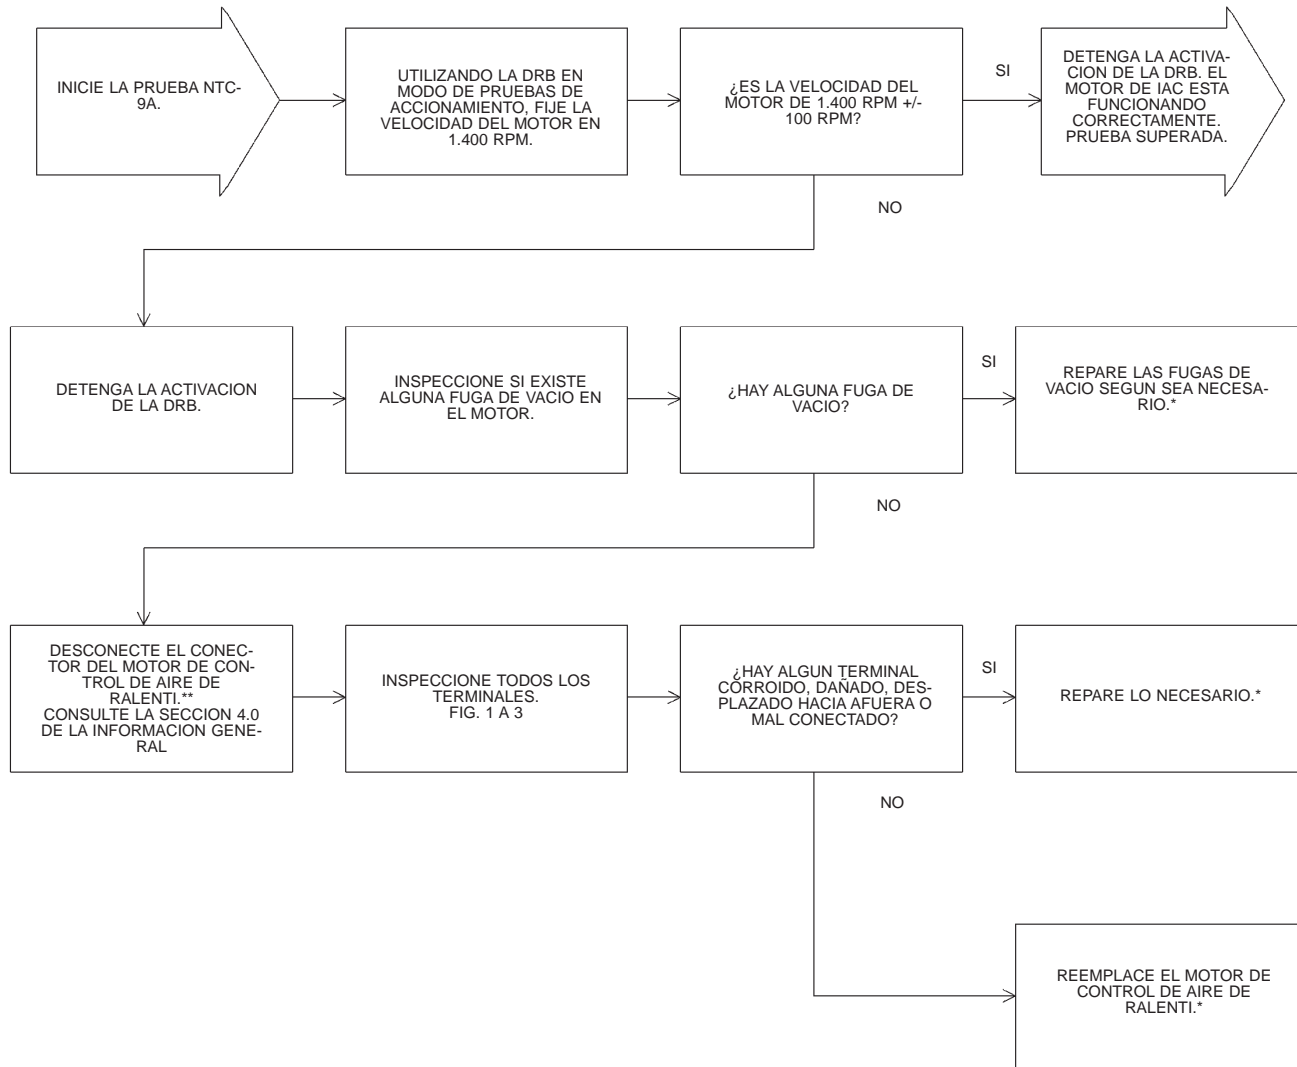 INICIE LA PRUEBA NTC-
9A.
UTILIZANDO LA DRB EN
MODO DE PRUEBAS DE
ACCIONAMIENTO, FIJE LA
VELOCIDAD DEL MOTOR EN
1.400 RPM.
¿ES LA VELOCIDAD DEL
MOTOR DE 1.400 RPM +/-
100 RPM?
SI
DETENGA LA ACTIVA-
CION DE LA DRB. EL
MOTOR DE IAC ESTA
FUNCIONANDO
CORRECTAMENTE.
PRUEBA SUPERADA.
NO
DETENGA LA ACTIVACION
DE LA DRB.
INSPECCIONE SI EXISTE
ALGUNA FUGA DE VACIO EN
EL MOTOR.
¿HAY ALGUNA FUGA DE
VACIO?
SI
REPARE LAS FUGAS DE
VACIO SEGUN SEA NECESA-
RIO.*
NO
DESCONECTE EL CONEC-
TOR DEL MOTOR DE CON-
TROL DE AIRE DE
RALENTI.**
CONSULTE LA SECCION 4.0
DE LA INFORMACION GENE-
RAL
INSPECCIONE TODOS LOS
TERMINALES.
FIG. 1 A 3
¿HAY ALGUN TERMINAL
CORROIDO, DAÑADO, DES-
PLAZADO HACIA AFUERA O
MAL CONECTADO?
SI
REPARE LO NECESARIO.*
NO
REEMPLACE EL MOTOR DE
CONTROL DE AIRE DE
RALENTI.*